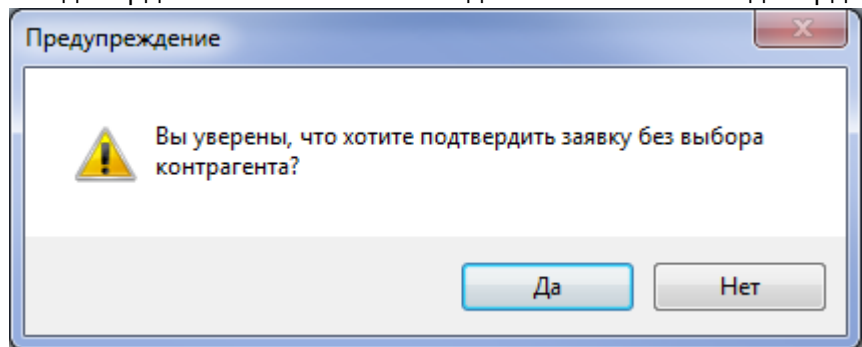 Предупреждение
Вы уверены, что хотите подтвердить заявку без выбора
контрагента?
Да
Нет